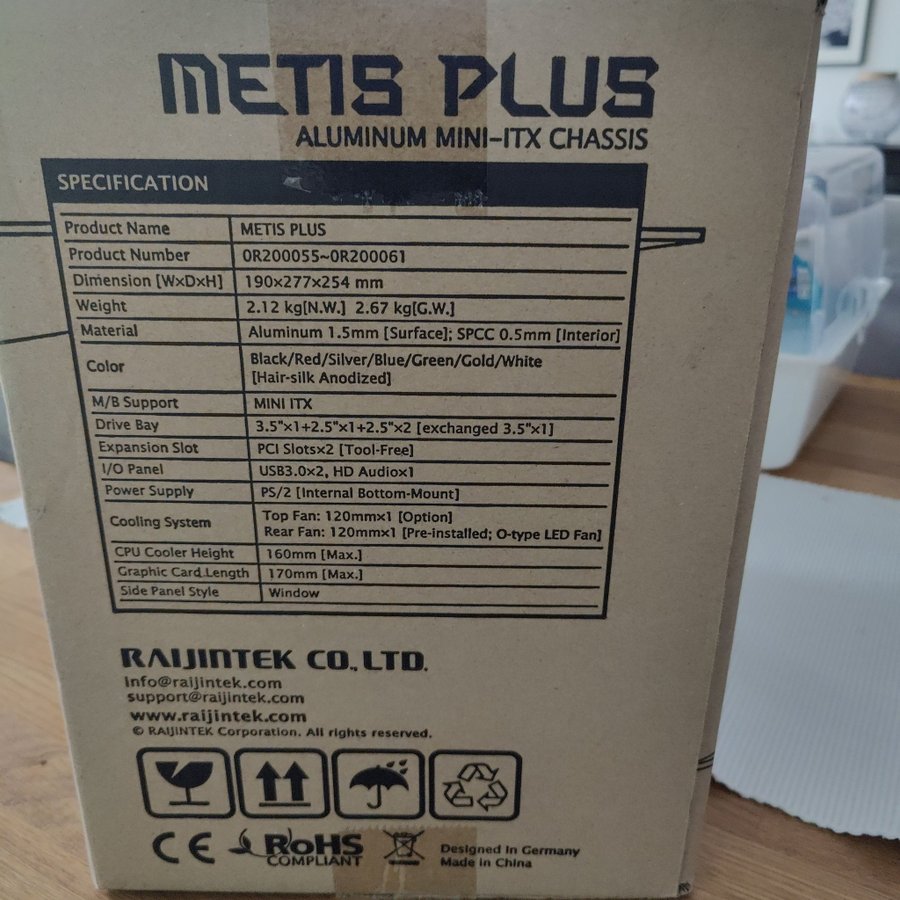 METIS PLUS
ALUMINUM MINI-ITX CHASSIS
SPECIFICATION
Product Name METIS PLUS
Product Number 0R200055~0R200061
Dimension [W×D×H] 190×277×254 mm
Weight 2.12 kg[N.W.] 2.67 kg[G.W.]
Material Aluminum 1.5mm [Surface]; SPCC 0.5mm [Interior]
Color Black/Red/Silver/Blue/Green/Gold/White
[Hair-silk Anodized]
M/B Support MINI ITX
Drive Bay 3.5"×1+2.5"×1+2.5"×2 [exchanged 3.5"×1]
Expansion Slot PCI Slots×2 [Tool-Free]
I/O Panel USB3.0×2, HD Audio×1
Power Supply PS/2 [Internal Bottom-Mount]
Cooling System Top Fan: 120mm×1 [Option]
Rear Fan: 120mm×1 [Pre-installed; O-type LED Fan]
CPU Cooler Height 160mm [Max.]
Graphic Card Length 170mm [Max.]
Side Panel Style Window
RAIJINTEK CO., LTD.
Info@raijintek.com
support@raijintek.com
www.raijintek.com
© RAIJINTEK Corporation. All rights reserved.
CE RoHS
COMPLIANT
Designed In Germany
Made in China